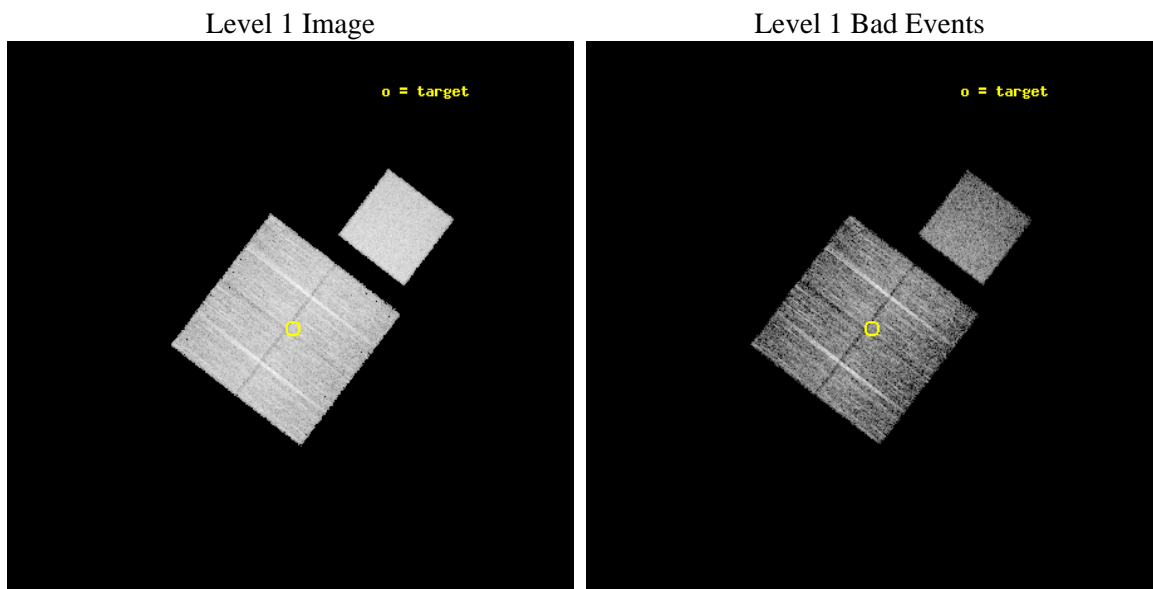 Level 1 Image
Level 1 Bad Events
o = target
o = target